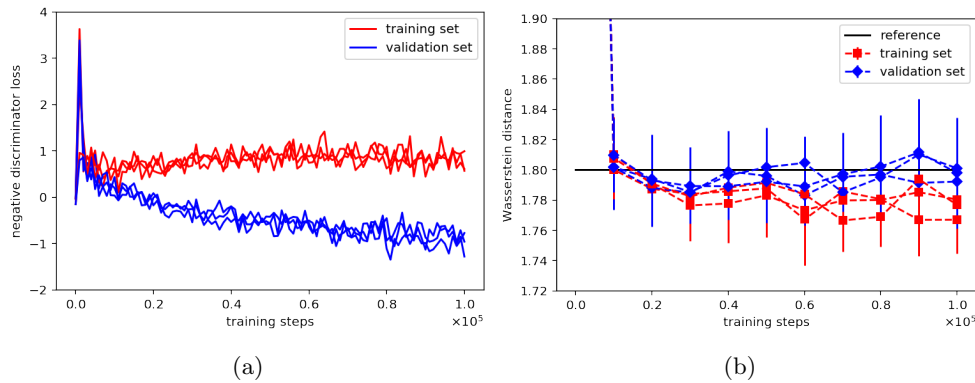 4
3
2
1
0
−1
−2
negative discriminator loss
training set
validation set
0.0
0.2
0.4
0.6
0.8
1.0
training steps
×10⁵
(a)
1.90
1.88
1.86
1.84
1.82
1.80
1.78
1.76
1.74
1.72
Wasserstein distance
reference
training set
validation set
0.0
0.2
0.4
0.6
0.8
1.0
training steps
×10⁵
(b)